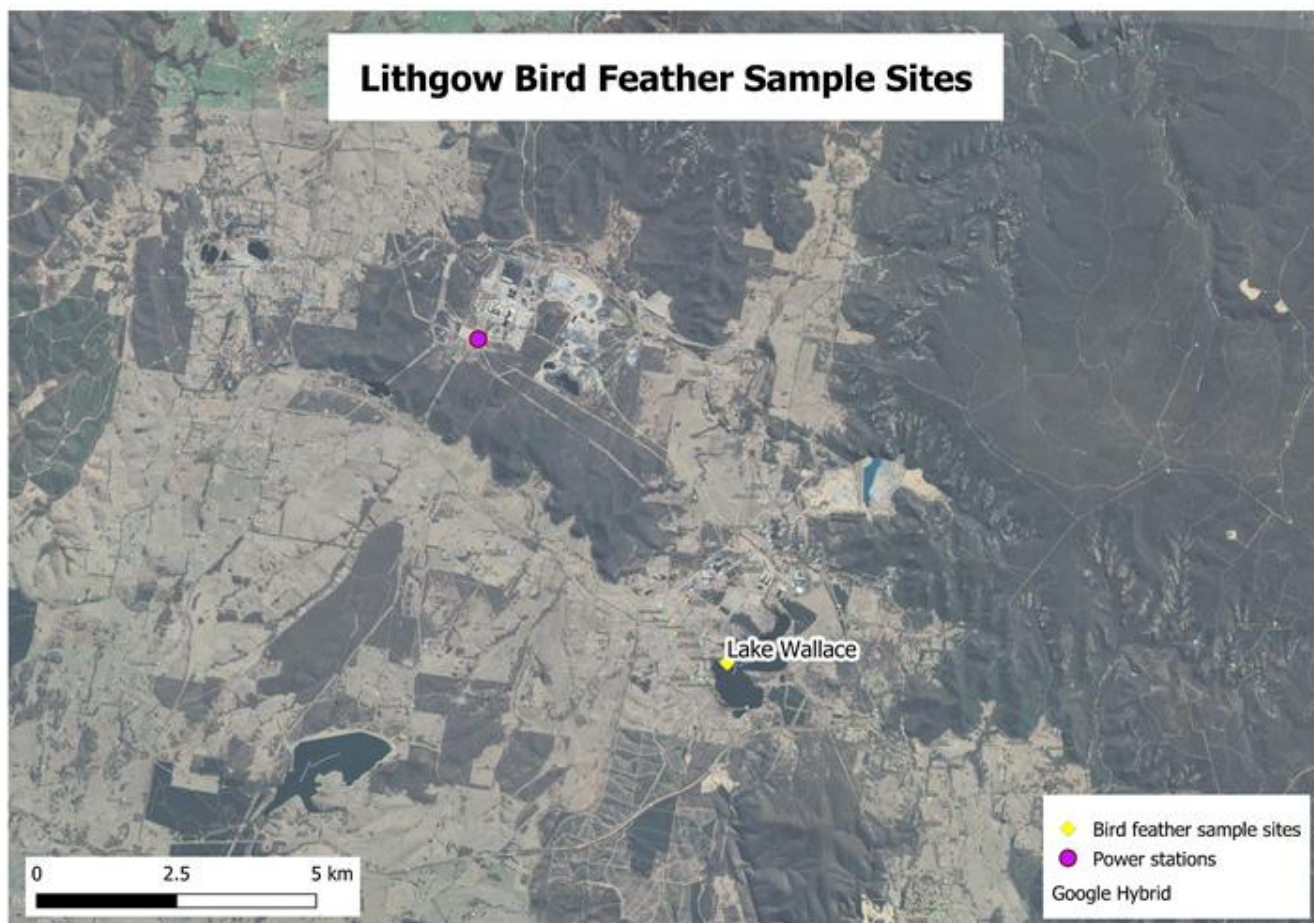 Lithgow Bird Feather Sample Sites
Lake Wallace
0 2.5 5 km
Bird feather sample sites
Power stations
Google Hybrid